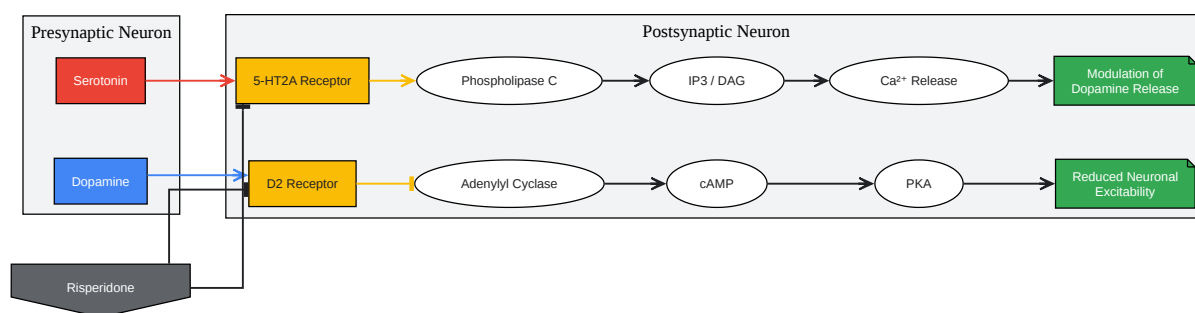 Presynaptic Neuron
Postsynaptic Neuron
Serotonin
5-HT2A Receptor
Phospholipase C
IP3 / DAG
Ca²⁺ Release
Modulation of
Dopamine Release
Dopamine
D2 Receptor
Adenylyl Cyclase
cAMP
PKA
Reduced Neuronal
Excitability
Risperidone